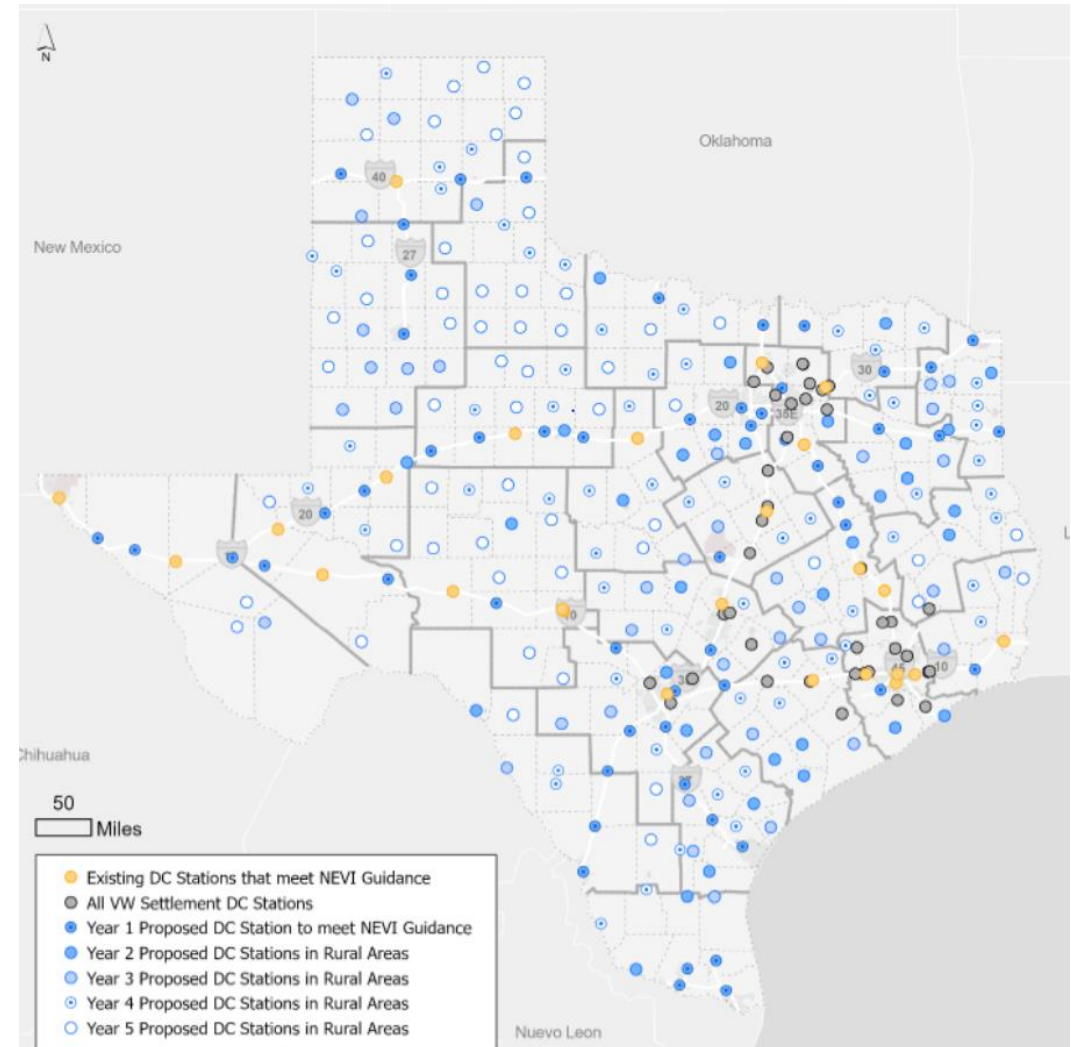 N
Oklahoma
40
New Mexico
27
30
20
35E
20
10
10
Chihuahua
50
Miles
Existing DC Stations that meet NEVI Guidance
All VW Settlement DC Stations
Year 1 Proposed DC Station to meet NEVI Guidance
Year 2 Proposed DC Stations in Rural Areas
Year 3 Proposed DC Stations in Rural Areas
Year 4 Proposed DC Stations in Rural Areas
Year 5 Proposed DC Stations in Rural Areas
Nuevo Leon